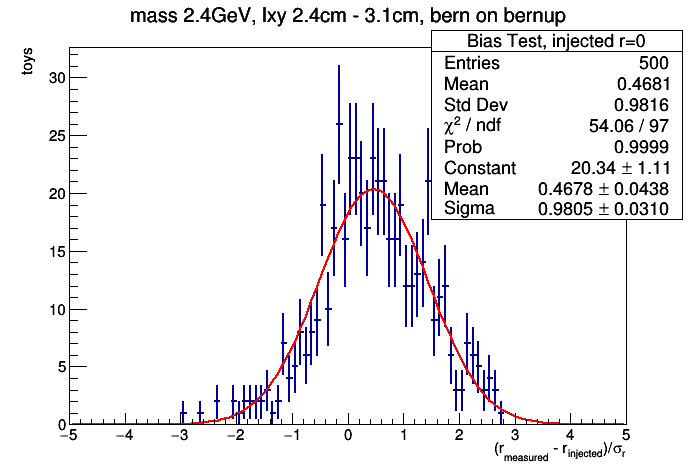 mass 2.4GeV, lxy 2.4cm - 3.1cm, bern on bernup
Bias Test, injected r=0
Entries 500
Mean 0.4681
Std Dev 0.9816
χ² / ndf 54.06 / 97
Prob 0.9999
Constant 20.34 ± 1.11
Mean 0.4678 ± 0.0438
Sigma 0.9805 ± 0.0310
toys
30
25
20
15
10
5
0
−5 −4 −3 −2 −1 0 1 2 3 4 5
(r_measured - r_injected)/σ_r